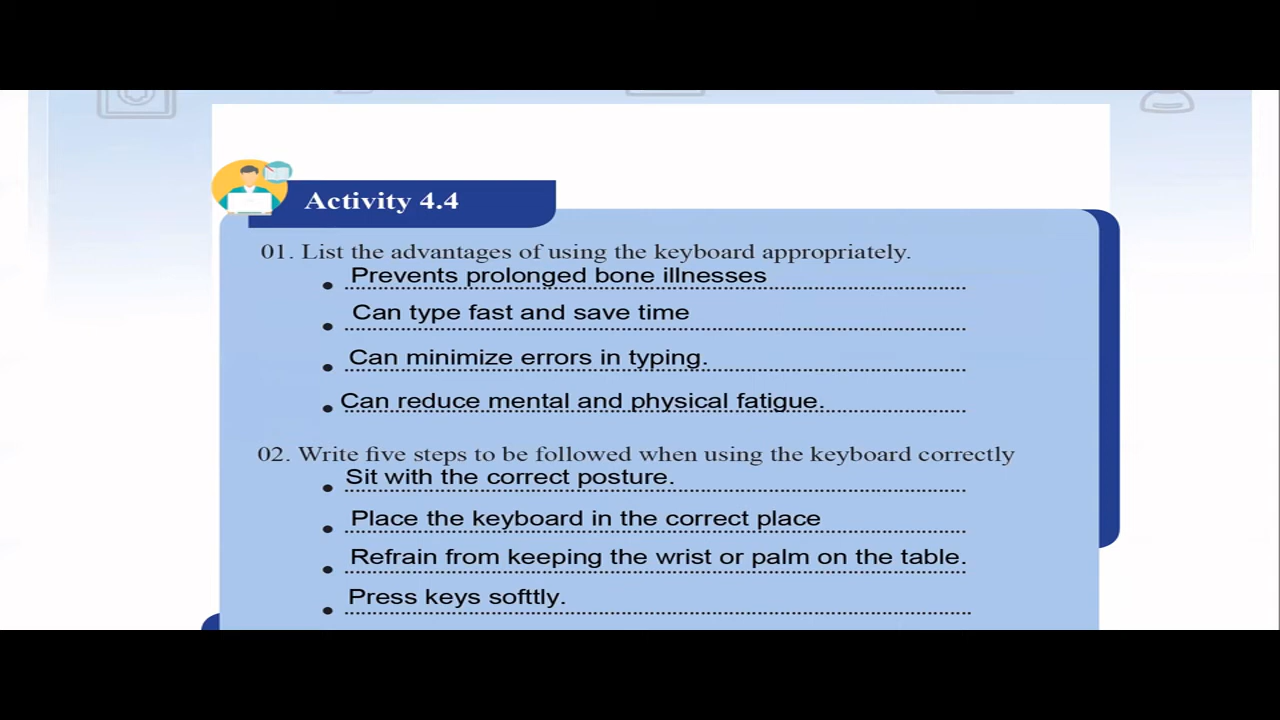 Activity 4.4
01. List the advantages of using the keyboard appropriately.
• Prevents prolonged bone illnesses
• Can type fast and save time
• Can minimize errors in typing.
• Can reduce mental and physical fatigue.
02. Write five steps to be followed when using the keyboard correctly
• Sit with the correct posture.
• Place the keyboard in the correct place
• Refrain from keeping the wrist or palm on the table.
• Press keys softtly.